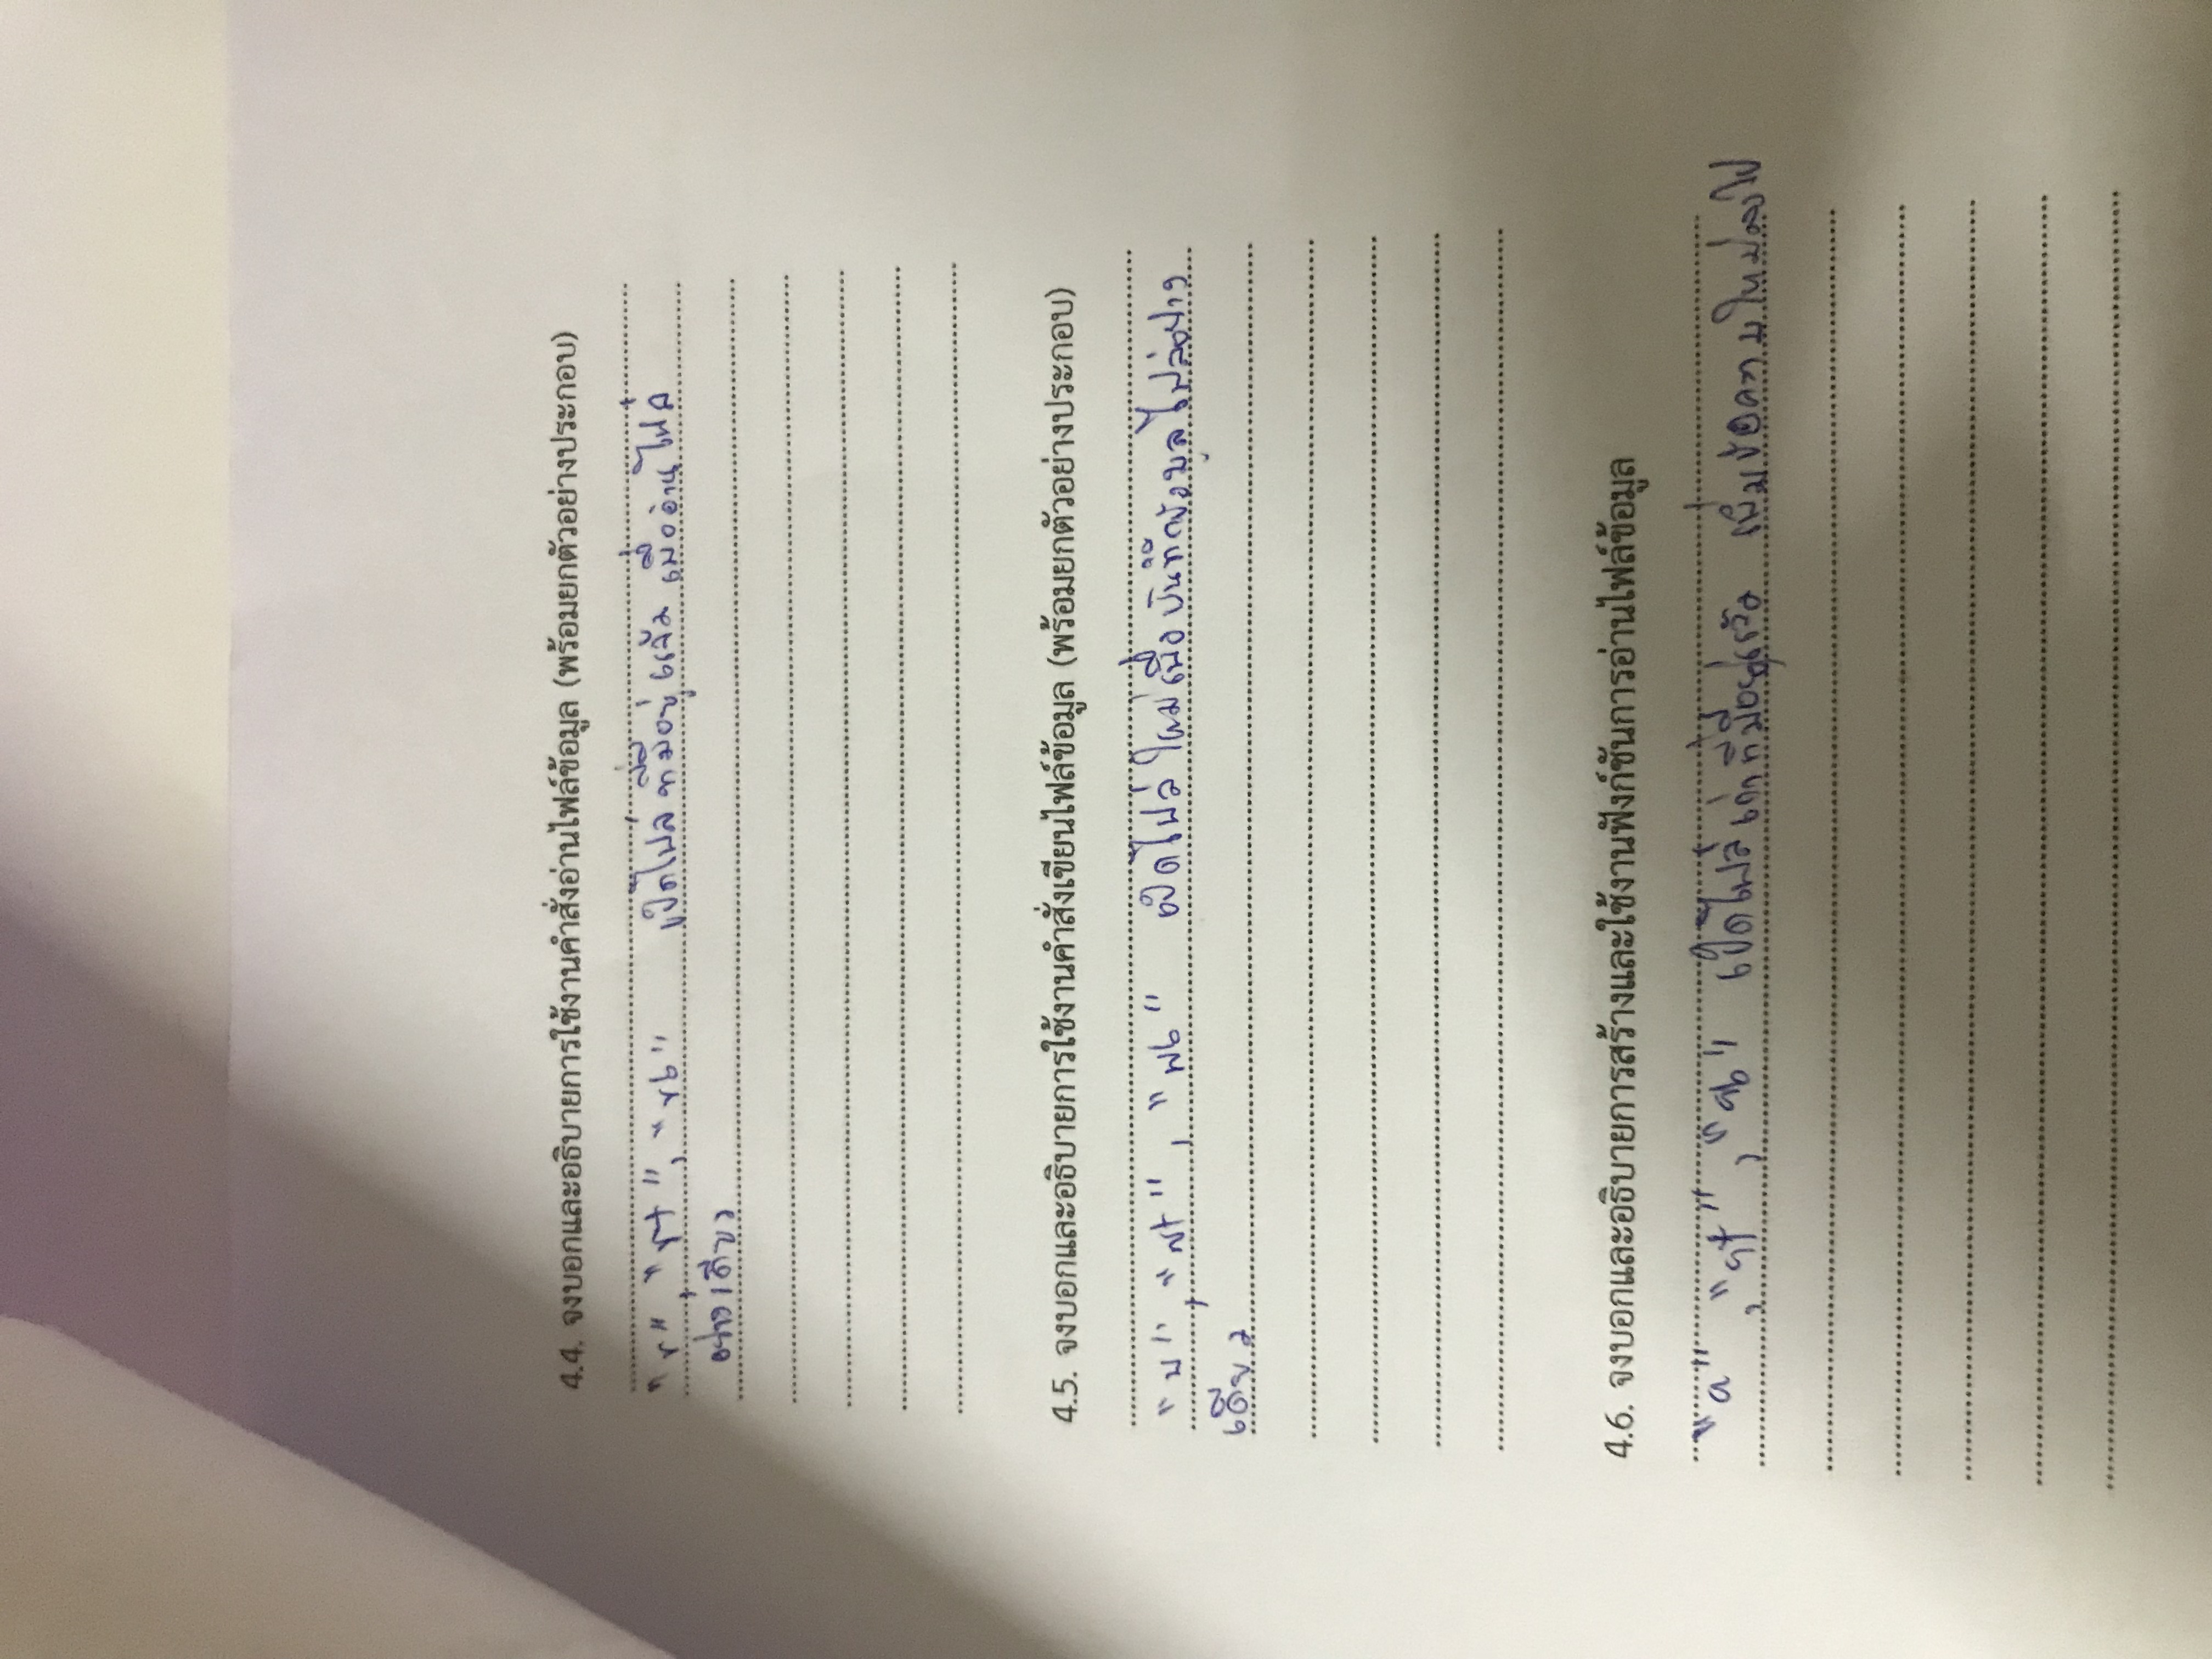 4.4. จงบอกและอธิบายการใช้งานคำสั่งอ่านไฟล์ข้อมูล (พร้อมยกตัวอย่างประกอบ)
"r", "rt", "rb" เปิดไฟล์ ที่มีอยู่แล้ว เพื่ออ่านไฟล์
อย่างเดียว
4.5. จงบอกและอธิบายการใช้งานคำสั่งเขียนไฟล์ข้อมูล (พร้อมยกตัวอย่างประกอบ)
"w", "wt", "wb" เปิดไฟล์ ใหม่เพื่อ บันทึกข้อมูลไฟล์อย่าง
เดียว
4.6. จงบอกและอธิบายการสร้างและใช้งานฟังก์ชันการอ่านไฟล์ข้อมูล
"a", "at", "ab" เปิดไฟล์เก่าที่มีอยู่แล้ว เพิ่มข้อความใหม่ลงไป